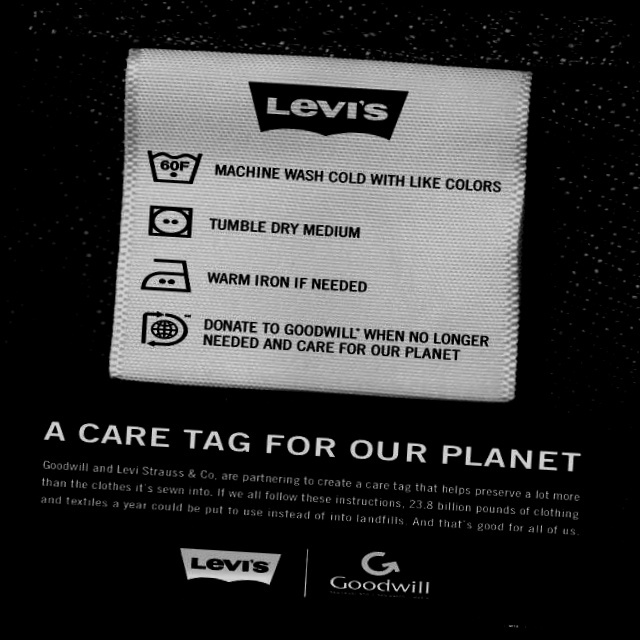 Levi's
60F
MACHINE WASH COLD WITH LIKE COLORS
TUMBLE DRY MEDIUM
WARM IRON IF NEEDED
DONATE TO GOODWILL® WHEN NO LONGER
NEEDED AND CARE FOR OUR PLANET
A CARE TAG FOR OUR PLANET
Goodwill and Levi Strauss & Co. are partnering to create a care tag that helps preserve a lot more
than the clothes it's sewn into. If we all follow these instructions, 23.8 billion pounds of clothing
and textiles a year could be put to use instead of into landfills. And that's good for all of us.
Levi's
Goodwill